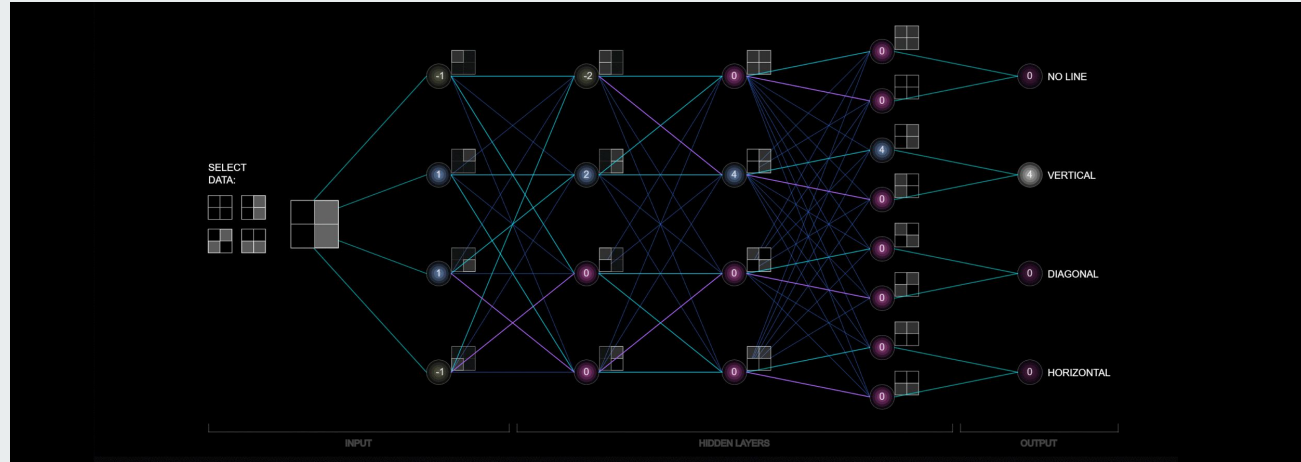 0
-1
-2
0
0
NO LINE
0
SELECT
DATA:
1
2
4
4
4
VERTICAL
0
0
1
0
0
0
DIAGONAL
0
0
-1
0
0
0
HORIZONTAL
0
INPUT
HIDDEN LAYERS
OUTPUT